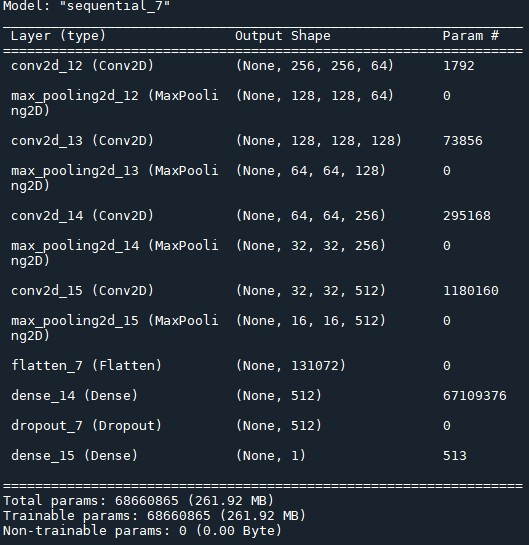 Model: "sequential_7"
Layer (type) Output Shape Param #
conv2d_12 (Conv2D) (None, 256, 256, 64) 1792
max_pooling2d_12 (MaxPooli (None, 128, 128, 64) 0
ng2D)
conv2d_13 (Conv2D) (None, 128, 128, 128) 73856
max_pooling2d_13 (MaxPooli (None, 64, 64, 128) 0
ng2D)
conv2d_14 (Conv2D) (None, 64, 64, 256) 295168
max_pooling2d_14 (MaxPooli (None, 32, 32, 256) 0
ng2D)
conv2d_15 (Conv2D) (None, 32, 32, 512) 1180160
max_pooling2d_15 (MaxPooli (None, 16, 16, 512) 0
ng2D)
flatten_7 (Flatten) (None, 131072) 0
dense_14 (Dense) (None, 512) 67109376
dropout_7 (Dropout) (None, 512) 0
dense_15 (Dense) (None, 1) 513
Total params: 68660865 (261.92 MB)
Trainable params: 68660865 (261.92 MB)
Non-trainable params: 0 (0.00 Byte)